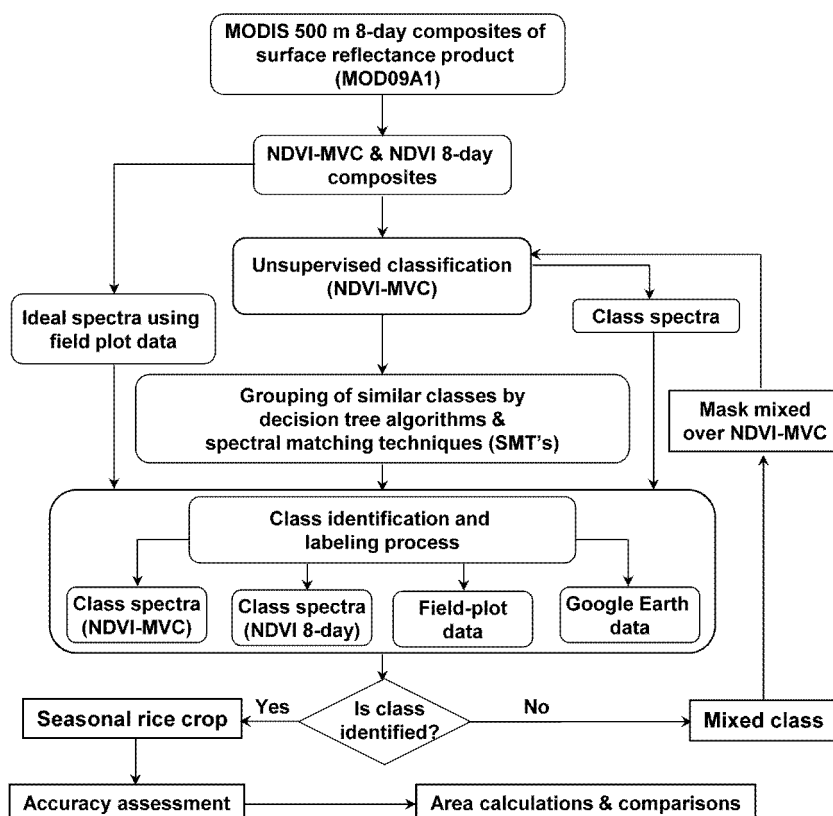 MODIS 500 m 8-day composites of
surface reflectance product
(MOD09A1)
NDVI-MVC & NDVI 8-day
composites
Unsupervised classification
(NDVI-MVC)
Ideal spectra using
field plot data
Class spectra
Grouping of similar classes by
decision tree algorithms &
spectral matching techniques (SMT's)
Mask mixed
over NDVI-MVC
Class identification and
labeling process
Class spectra
(NDVI-MVC)
Class spectra
(NDVI 8-day)
Field-plot
data
Google Earth
data
Is class
identified?
Yes
No
Seasonal rice crop
Mixed class
Accuracy assessment
Area calculations & comparisons